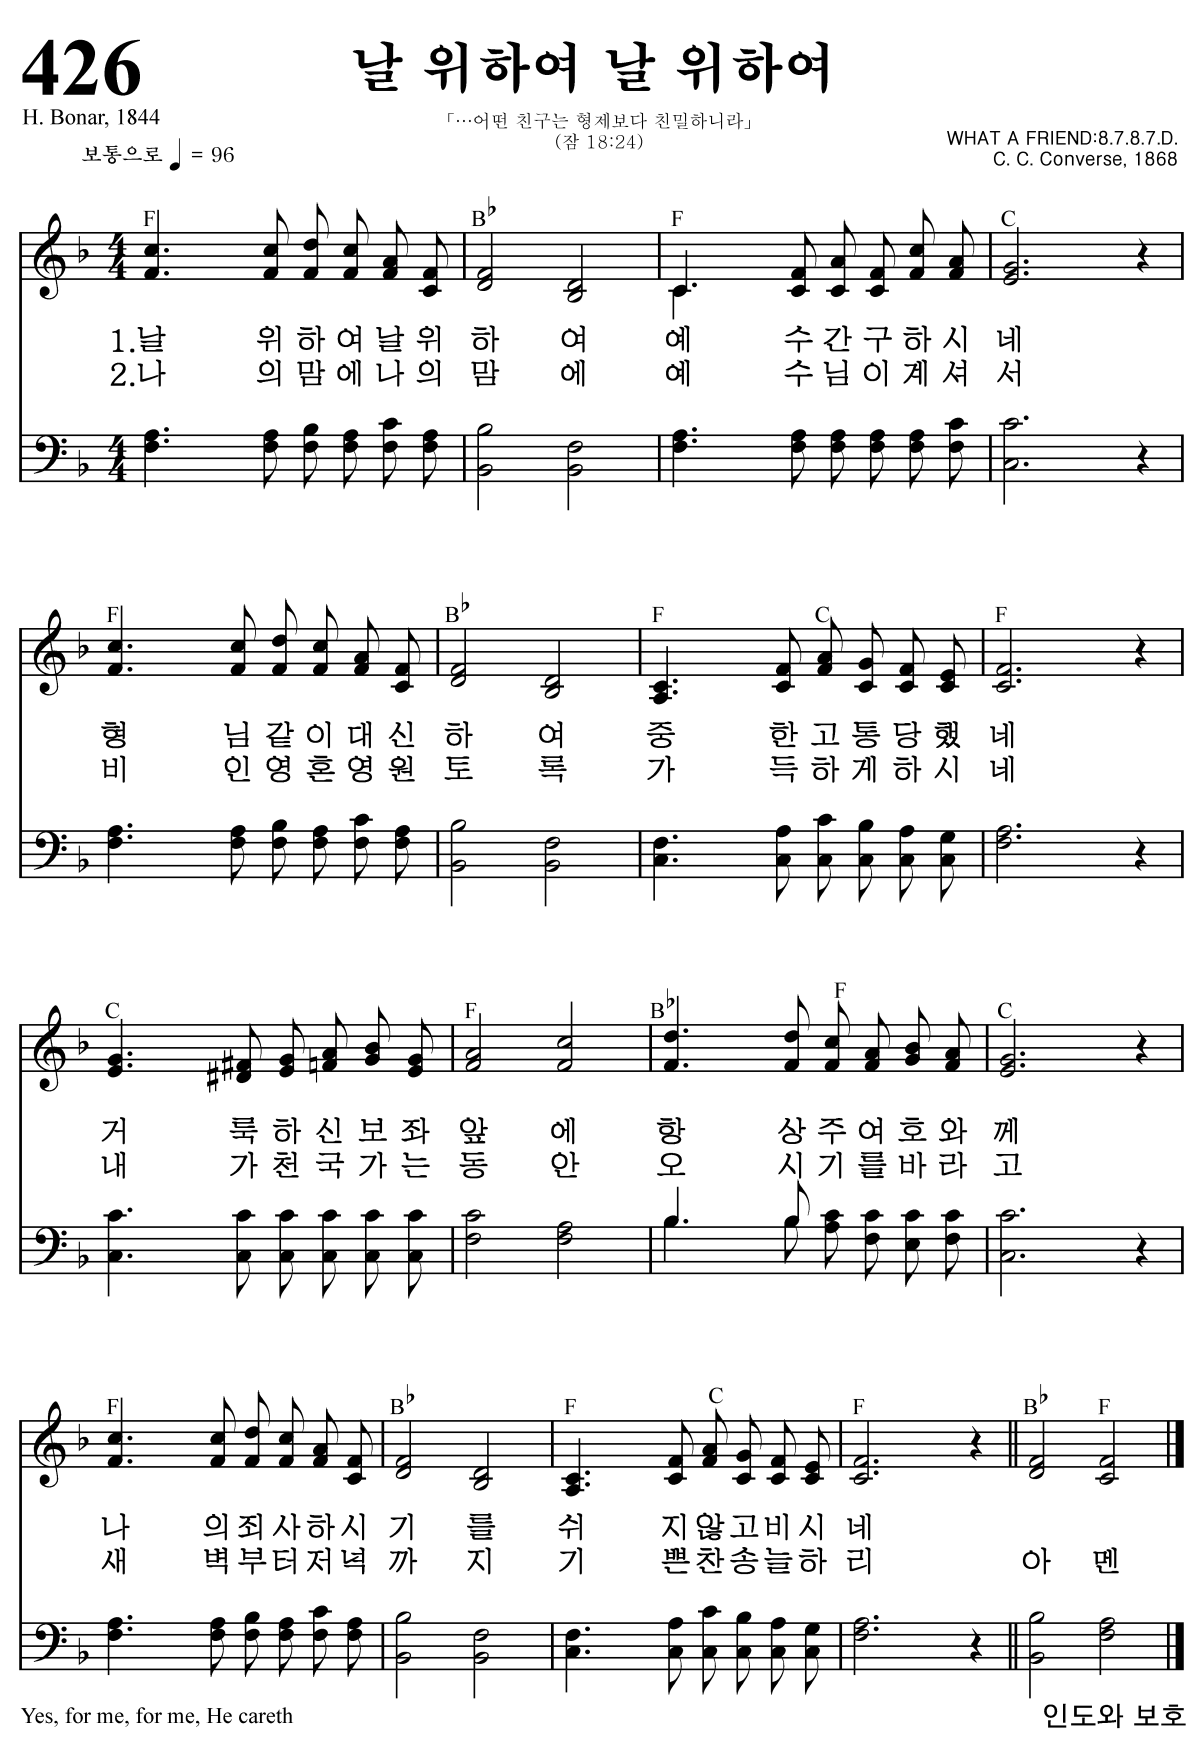 426
날 위하여 날 위하여
H. Bonar, 1844
「…어떤 친구는 형제보다 친밀하니라」
(잠 18:24)
보통으로 ♩ = 96
WHAT A FRIEND:8.7.8.7.D.
C. C. Converse, 1868
F B♭ F C
1.날 위 하 여 날 위 하 여 예 수 간 구 하 시 네
2.나 의 맘 에 나 의 맘 에 예 수 님 이 계 셔 서
F B♭ F C F
형 님 같 이 대 신 하 여 중 한 고 통 당 했 네
비 인 영 혼 영 원 토 록 가 득 하 게 하 시 네
C F B♭ F C
거 룩 하 신 보 좌 앞 에 항 상 주 여 호 와 께
내 가 천 국 가 는 동 안 오 시 기 를 바 라 고
F B♭ F C F B♭ F
나 의 죄 사 하 시 기 를 쉬 지 않 고 비 시 네
새 벽 부 터 저 녁 까 지 기 쁜 찬 송 늘 하 리 아 멘
Yes, for me, for me, He careth
인도와 보호